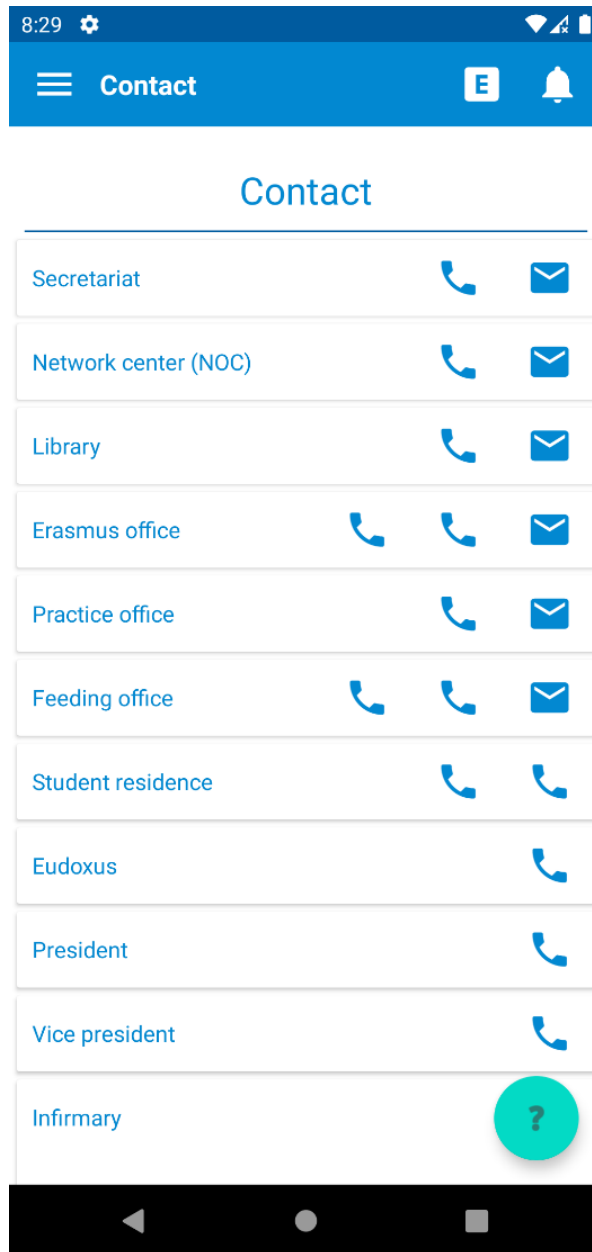 8:29
Contact
E
Contact
Secretariat
Network center (NOC)
Library
Erasmus office
Practice office
Feeding office
Student residence
Eudoxus
President
Vice president
Infirmary
?